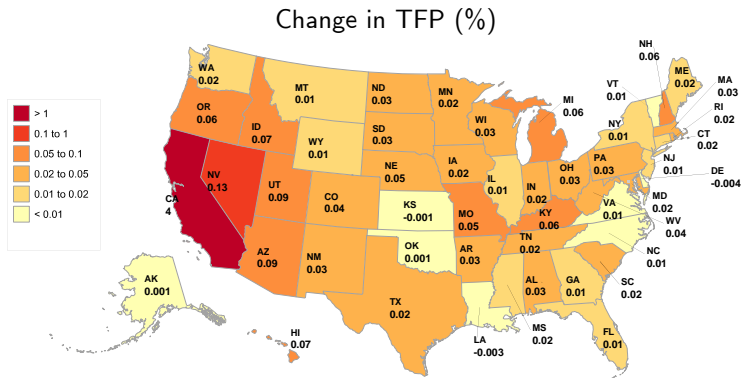 Change in TFP (%)
> 1
0.1 to 1
0.05 to 0.1
0.02 to 0.05
0.01 to 0.02
< 0.01
WA
0.02
OR
0.06
CA
4
NV
0.13
ID
0.07
MT
0.01
WY
0.01
UT
0.09
AZ
0.09
CO
0.04
NM
0.03
ND
0.03
SD
0.03
NE
0.05
KS
-0.001
OK
0.001
TX
0.02
MN
0.02
IA
0.02
MO
0.05
AR
0.03
LA
-0.003
WI
0.03
IL
0.01
MI
0.06
IN
0.02
OH
0.03
KY
0.06
TN
0.02
MS
0.02
AL
0.03
GA
0.01
FL
0.01
SC
0.02
NC
0.01
VA
0.01
WV
0.04
MD
0.02
DE
-0.004
PA
0.03
NJ
0.01
NY
0.01
CT
0.02
RI
0.02
MA
0.03
VT
0.01
NH
0.06
ME
0.02
AK
0.001
HI
0.07